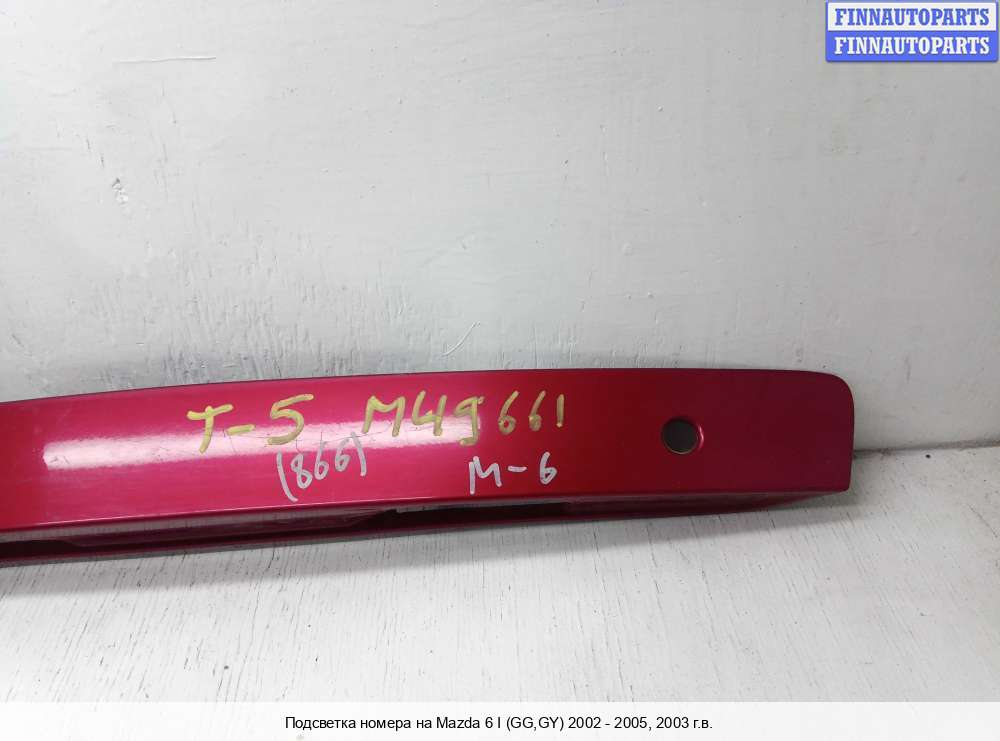 FINNAUTOPARTS
FINNAUTOPARTS
T-5 M49661
(866) M-6
Подсветка номера на Mazda 6 I (GG,GY) 2002 - 2005, 2003 г.в.